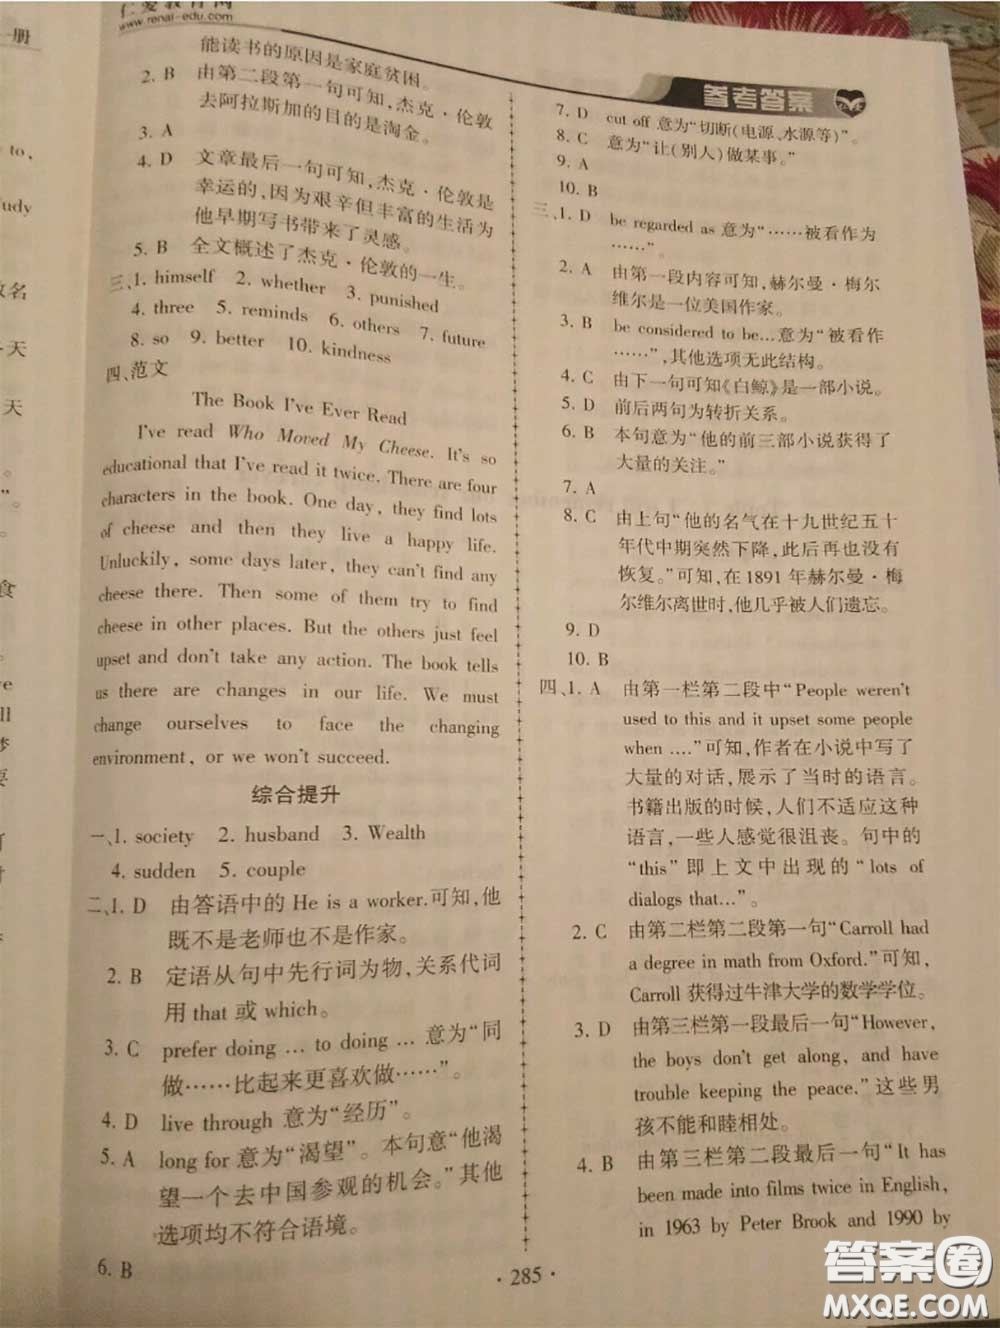 仁爱教育网
www.renai-edu.com
能读书的原因是家庭贫困。
2. B 由第二段第一句可知,杰克·伦敦
去阿拉斯加的目的是淘金。
3. A
4. D 文章最后一句可知,杰克·伦敦是
幸运的,因为艰辛但丰富的生活为
他早期写书带来了灵感。
5. B 全文概述了杰克·伦敦的一生。
三、1. himself 2. whether 3. punished
4. three 5. reminds 6. others 7. future
8. so 9. better 10. kindness
四、范文
The Book I've Ever Read
I've read Who Moved My Cheese. It's so
educational that I've read it twice. There are four
characters in the book. One day, they find lots
of cheese and then they live a happy life.
Unluckily, some days later, they can't find any
cheese there. Then some of them try to find
cheese in other places. But the others just feel
upset and don't take any action. The book tells
us there are changes in our life. We must
change ourselves to face the changing
environment, or we won't succeed.
综合提升
一、1. society 2. husband 3. Wealth
4. sudden 5. couple
二、1. D 由答语中的 He is a worker.可知,他
既不是老师也不是作家。
2. B 定语从句中先行词为物,关系代词
用 that 或 which。
3. C prefer doing … to doing … 意为“同
做……比起来更喜欢做……”。
4. D live through 意为“经历”。
5. A long for 意为“渴望”。本句意“他渴
望一个去中国参观的机会。”其他
选项均不符合语境。
6. B
参考答案
7. D cut off 意为“切断(电源、水源等)”。
8. C 意为“让(别人)做某事。”
9. A
10. B
三、1. D be regarded as 意为“……被看作为
……”。
2. A 由第一段内容可知,赫尔曼·梅尔
维尔是一位美国作家。
3. B be considered to be…意为“被看作
……”,其他选项无此结构。
4. C 由下一句可知《白鲸》是一部小说。
5. D 前后两句为转折关系。
6. B 本句意为“他的前三部小说获得了
大量的关注。”
7. A
8. C 由上句“他的名气在十九世纪五十
年代中期突然下降,此后再也没有
恢复。”可知,在 1891 年赫尔曼·梅
尔维尔离世时,他几乎被人们遗忘。
9. D
10. B
四、1. A 由第一栏第二段中“People weren't
used to this and it upset some people
when ….”可知,作者在小说中写了
大量的对话,展示了当时的语言。
书籍出版的时候,人们不适应这种
语言,一些人感觉很沮丧。句中的
“this”即上文中出现的“lots of
dialogs that…”。
2. C 由第二栏第二段第一句“Carroll had
a degree in math from Oxford.”可知,
Carroll 获得过牛津大学的数学学位。
3. D 由第三栏第一段最后一句“However,
the boys don't get along, and have
trouble keeping the peace.”这些男
孩不能和睦相处。
4. B 由第三栏第二段最后一句“It has
been made into films twice in English,
in 1963 by Peter Brook and 1990 by
· 285 ·
答案圈
MXQE.COM